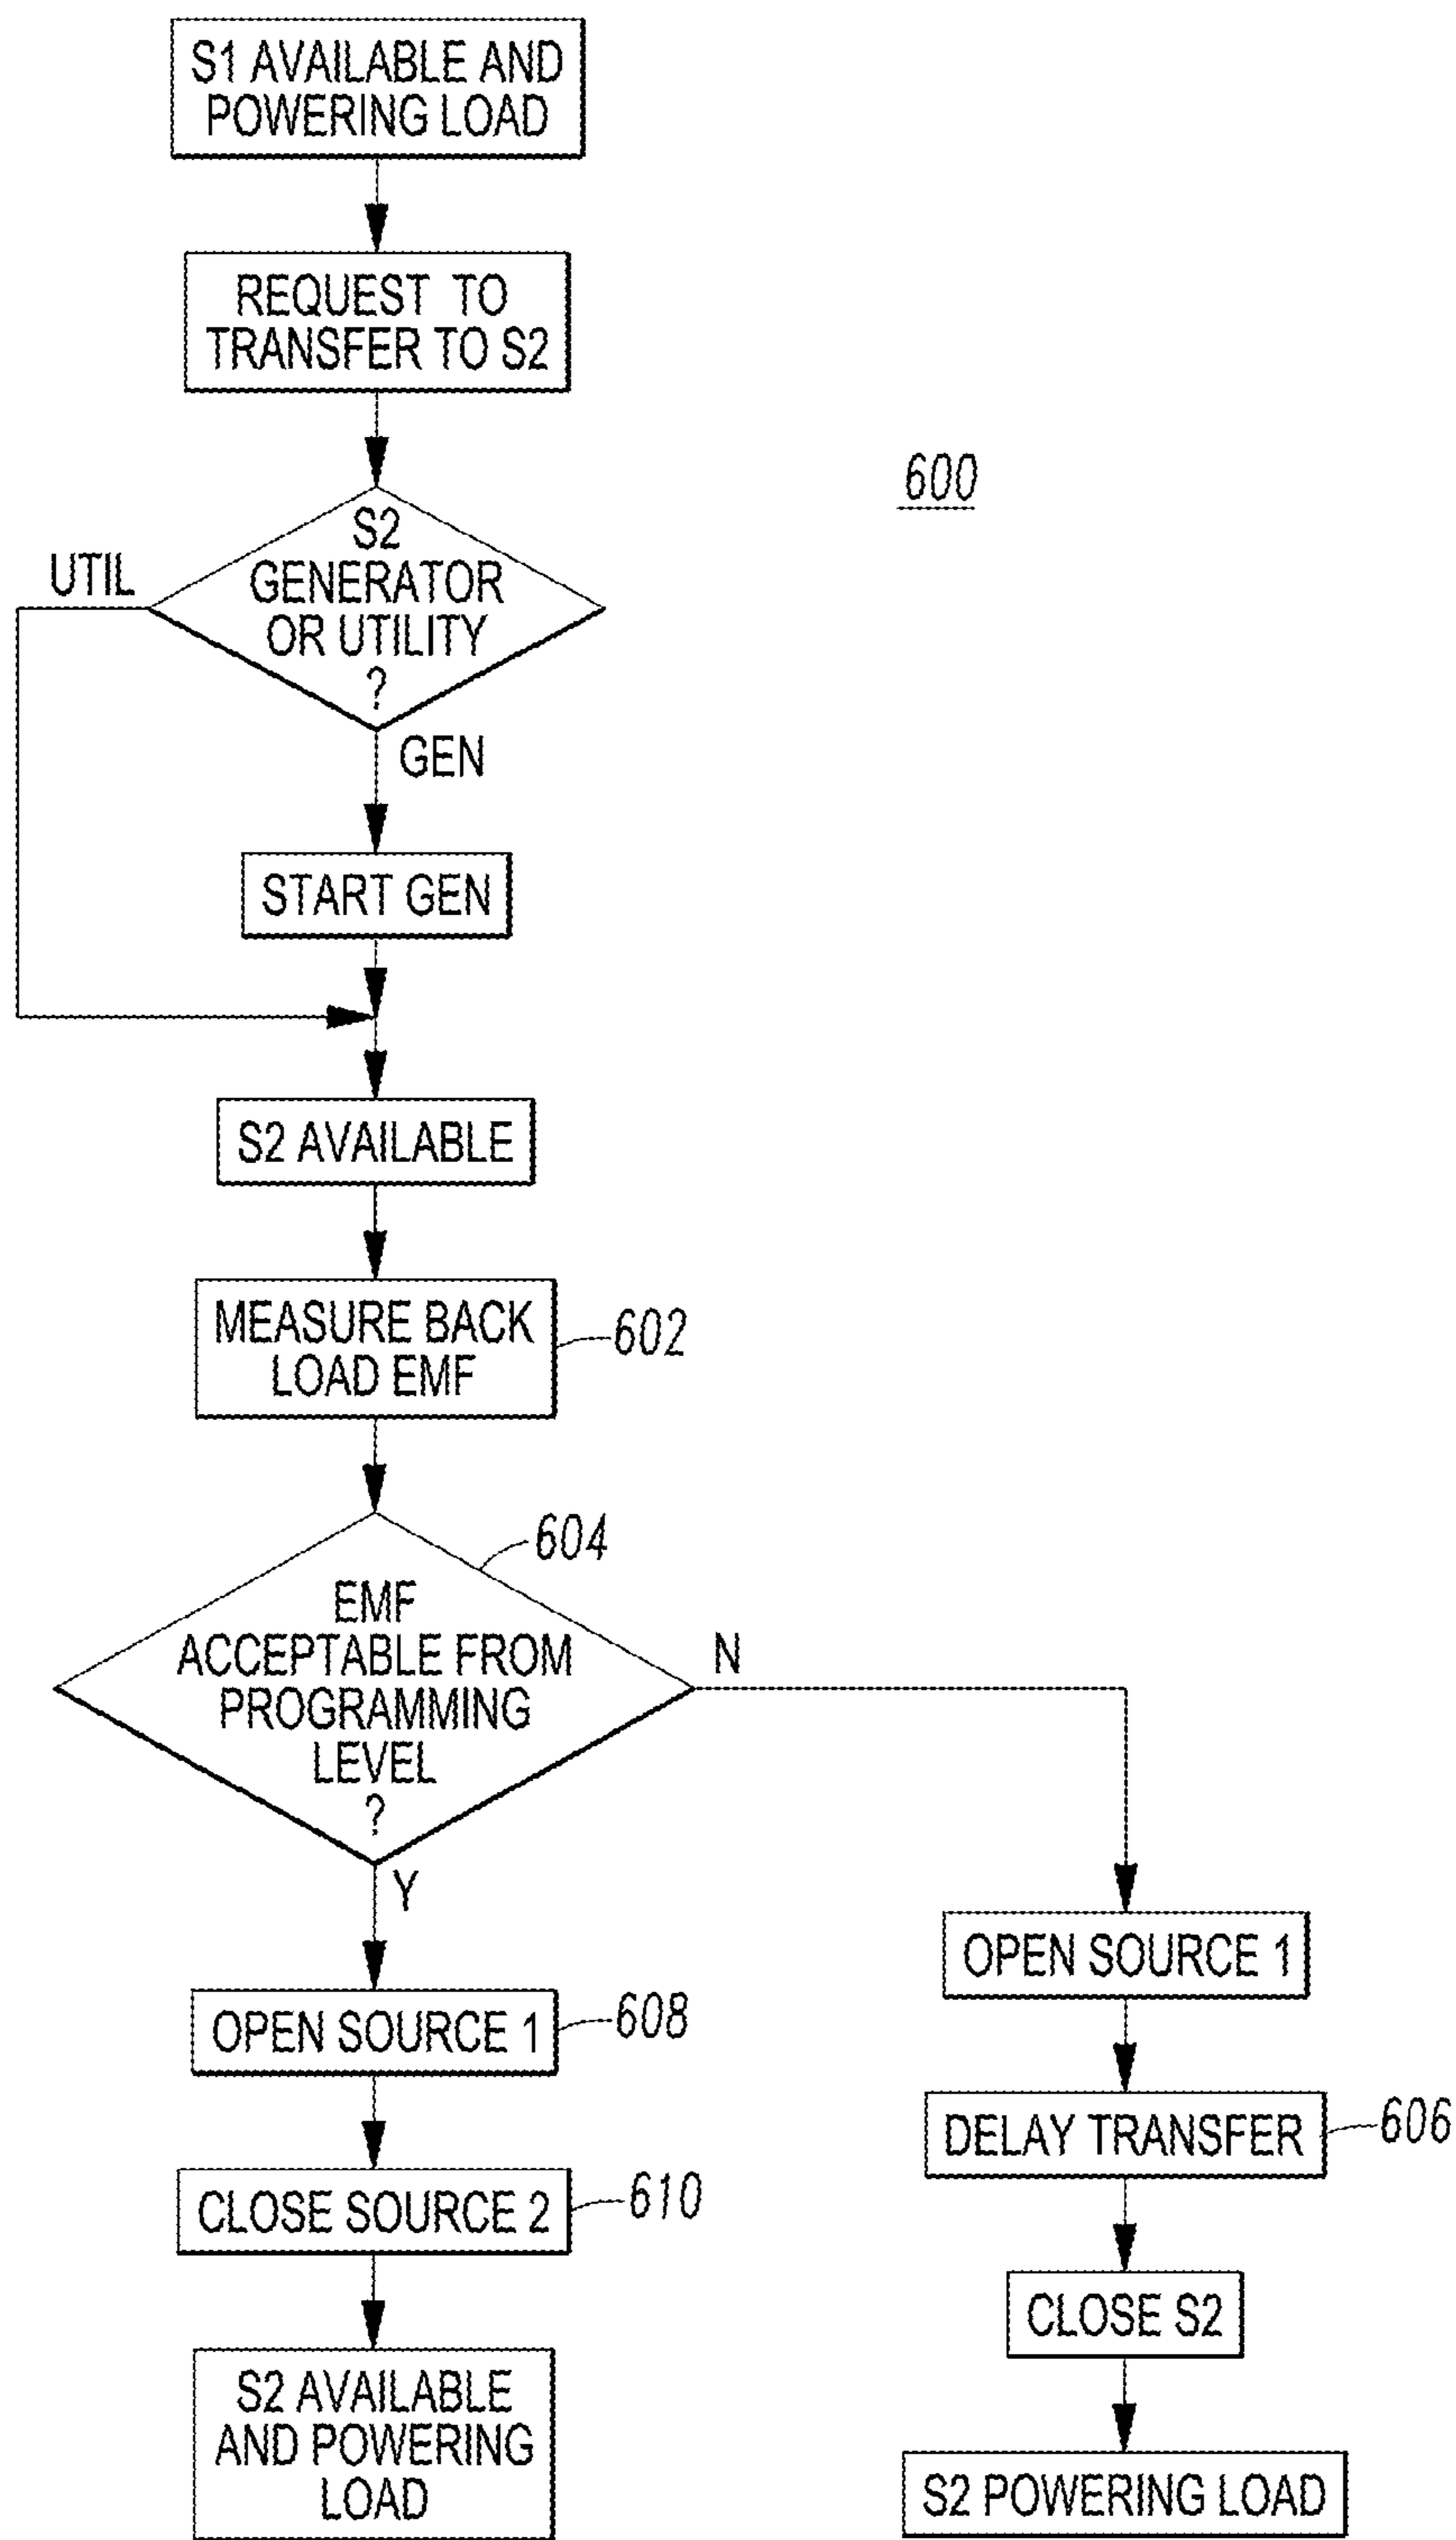 S1 AVAILABLE AND
POWERING LOAD
REQUEST TO
TRANSFER TO S2
600
S2
GENERATOR
OR UTILITY
?
UTIL
GEN
START GEN
S2 AVAILABLE
MEASURE BACK
LOAD EMF
602
604
EMF
ACCEPTABLE FROM
PROGRAMMING
LEVEL
?
N
Y
OPEN SOURCE 1
608
CLOSE SOURCE 2
610
S2 AVAILABLE
AND POWERING
LOAD
OPEN SOURCE 1
DELAY TRANSFER
606
CLOSE S2
S2 POWERING LOAD